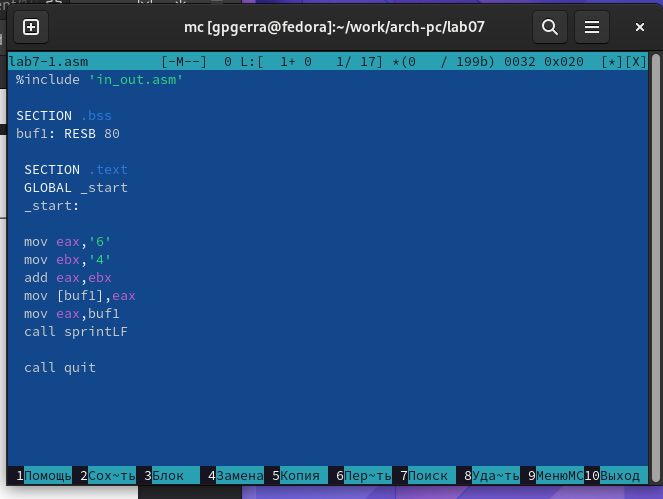 mc [gpgerra@fedora]:~/work/arch-pc/lab07
lab7-1.asm [-M--] 0 L:[ 1+ 0 1/ 17] *(0 / 199b) 0032 0x020 [*][X]
%include 'in_out.asm'
SECTION .bss
buf1: RESB 80
SECTION .text
GLOBAL _start
_start:
mov eax,'6'
mov ebx,'4'
add eax,ebx
mov [buf1],eax
mov eax,buf1
call sprintLF
call quit
1Помощь 2Сох~ть 3Блок 4Замена 5Копия 6Пер~ть 7Поиск 8Уда~ть 9МенюMC 10Выход